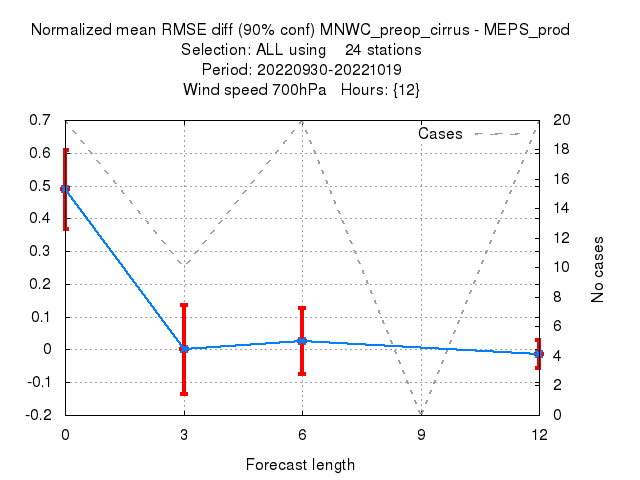 Normalized mean RMSE diff (90% conf) MNWC_preop_cirrus - MEPS_prod
Selection: ALL using 24 stations
Period: 20220930-20221019
Wind speed 700hPa Hours: {12}
Cases
0.7
0.6
0.5
0.4
0.3
0.2
0.1
0
-0.1
-0.2
20
18
16
14
12
10
8
6
4
2
0
No cases
0 3 6 9 12
Forecast length